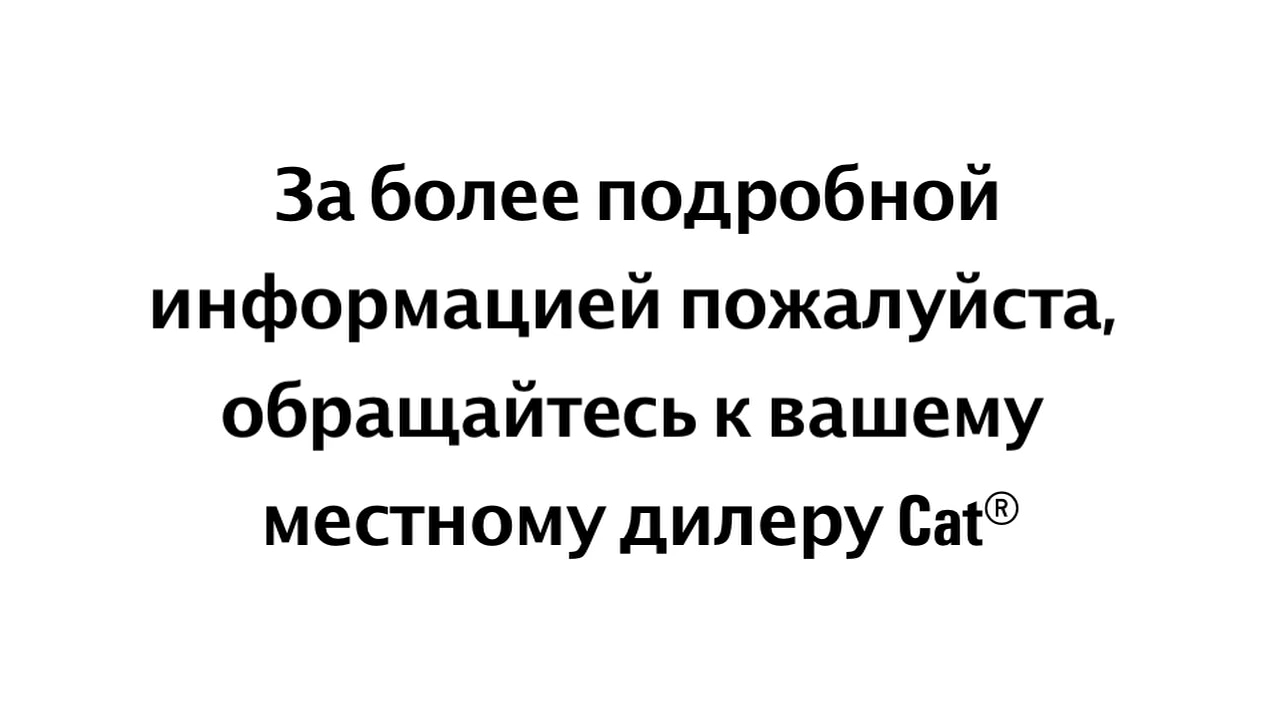 За более подробной
информацией пожалуйста,
обращайтесь к вашему
местному дилеру Cat®